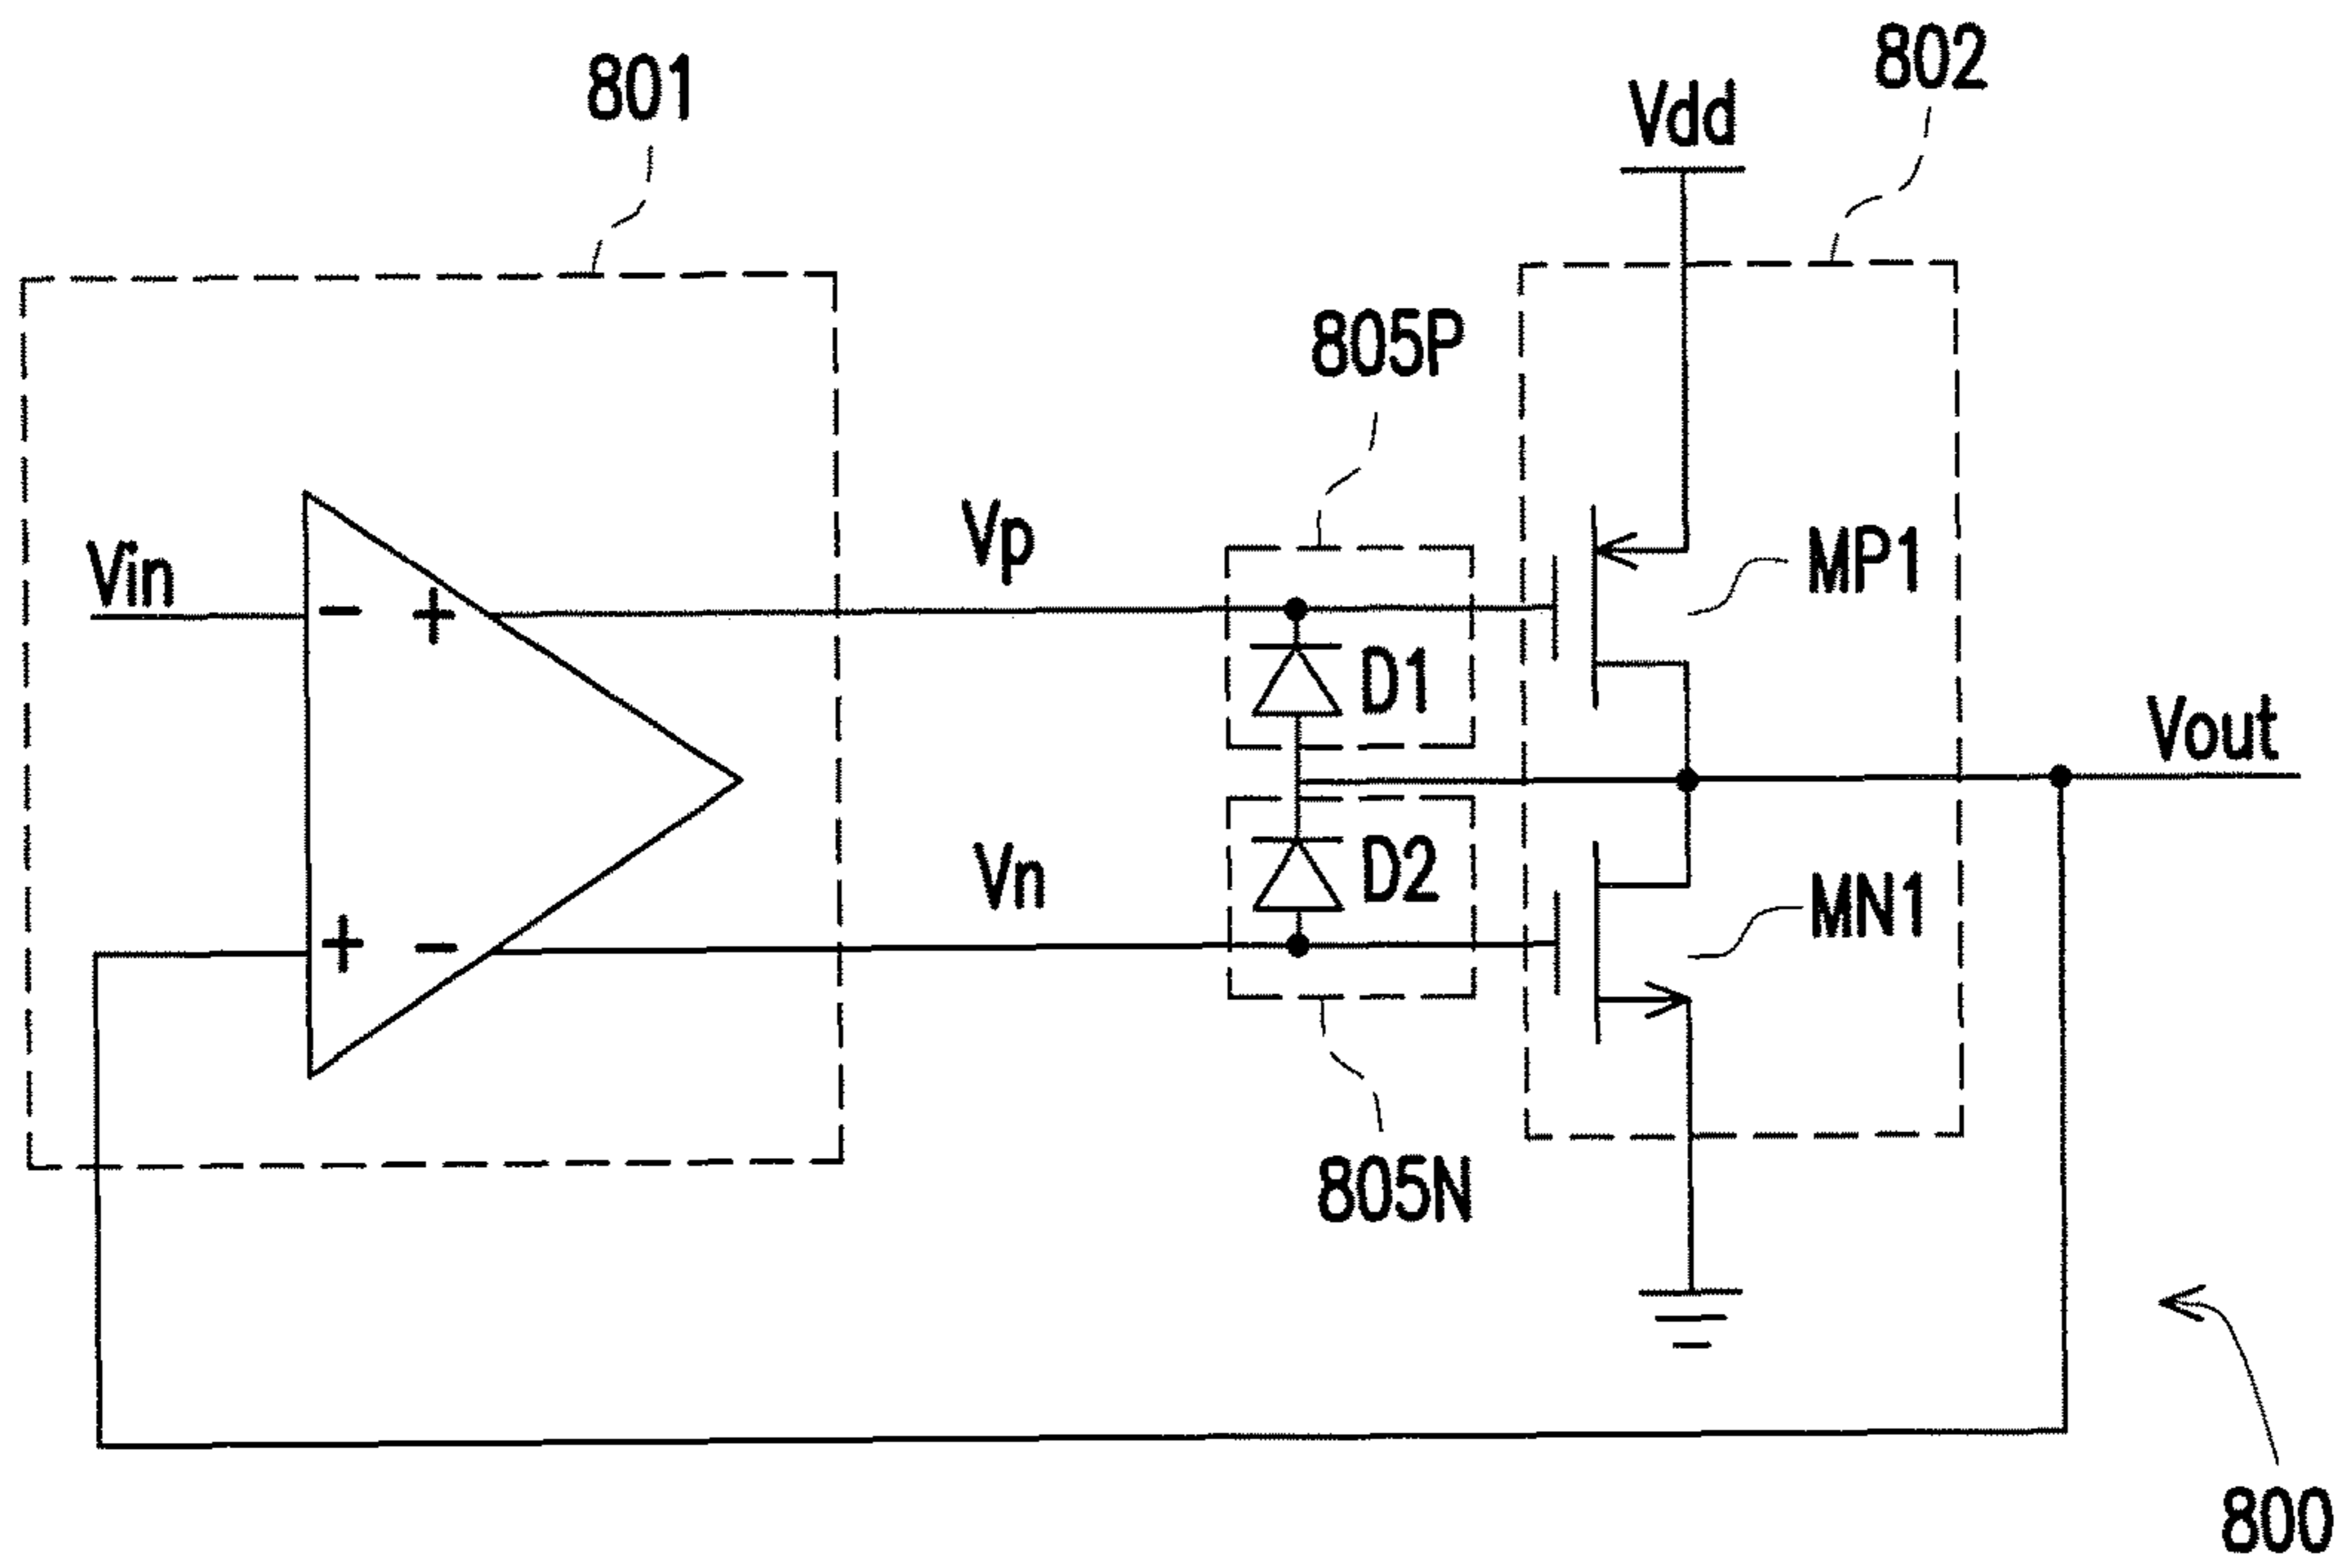 801
802
Vdd
805P
Vin
- +
Vp
MP1
D1
Vout
Vn
D2
MN1
+ -
805N
800